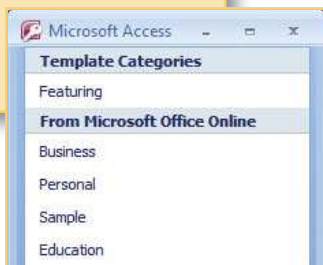 Microsoft Access
Template Categories
Featuring
From Microsoft Office Online
Business
Personal
Sample
Education